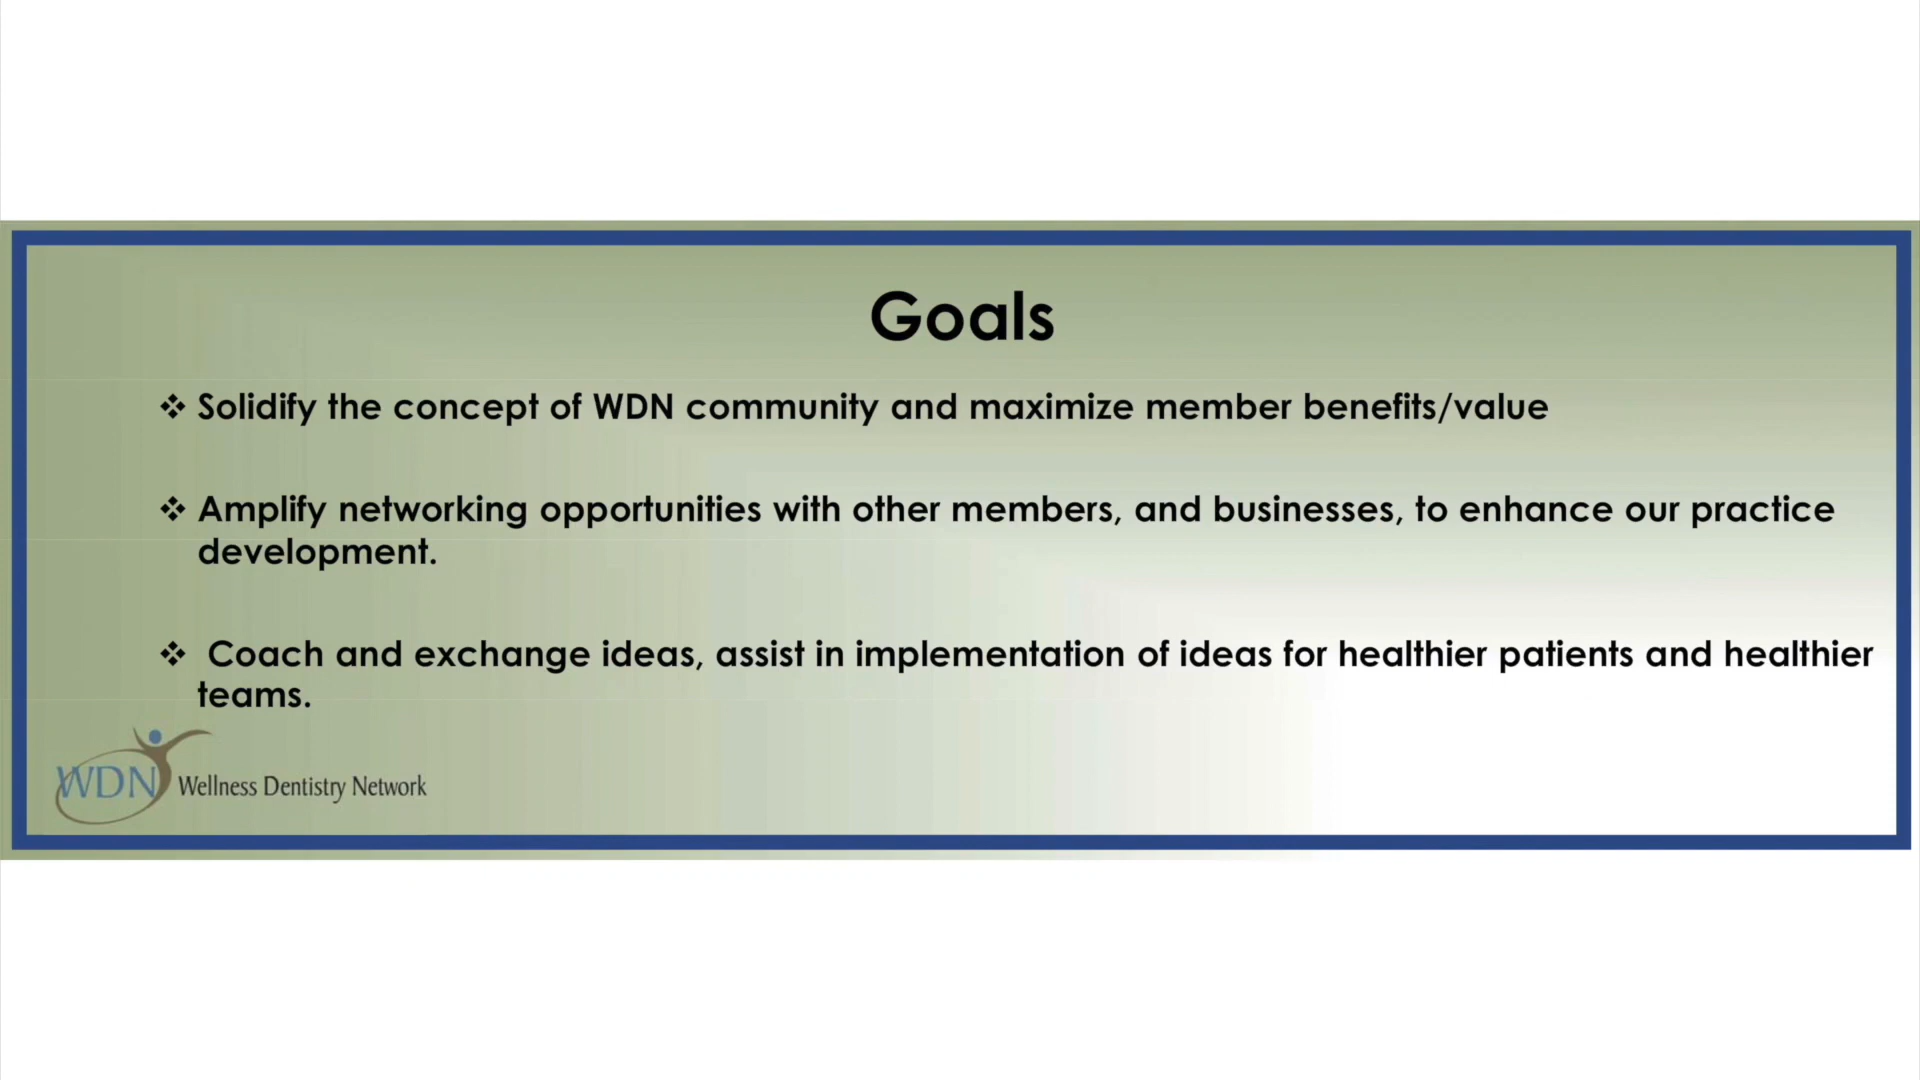 Goals
❖ Solidify the concept of WDN community and maximize member benefits/value
❖ Amplify networking opportunities with other members, and businesses, to enhance our practice
development.
❖ Coach and exchange ideas, assist in implementation of ideas for healthier patients and healthier
teams.
WDN Wellness Dentistry Network